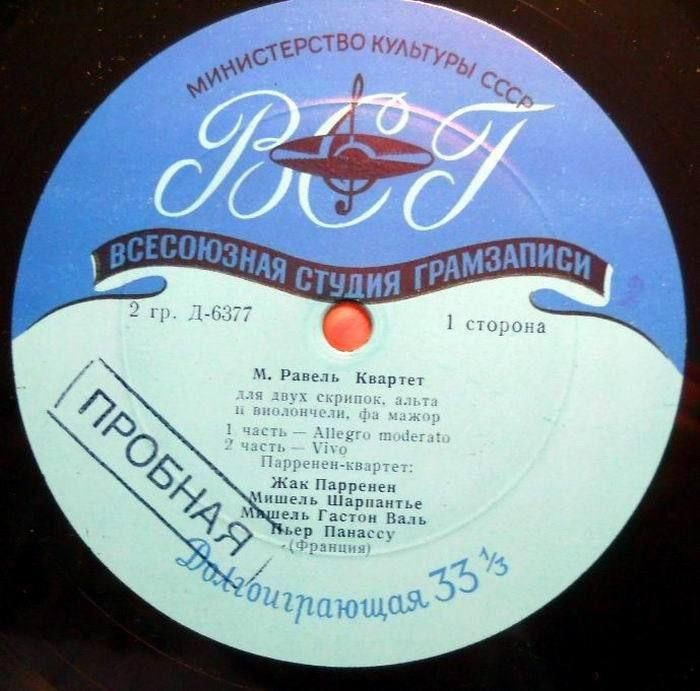 МИНИСТЕРСТВО КУЛЬТУРЫ СССР
ВСГ
ВСЕСОЮЗНАЯ СТУДИЯ ГРАМЗАПИСИ
2
2 гр. Д-6377
1 сторона
М. Равель Квартет
для двух скрипок, альта
и виолончели, фа мажор
1 часть — Allegro moderato
2 часть — Vivo
Парренен-квартет:
Жак Парренен
Мишель Шарпантье
Мишель Гастон Валь
Пьер Панассу
(Франция)
ПРОБНАЯ
Долгоиграющая 33 1/3